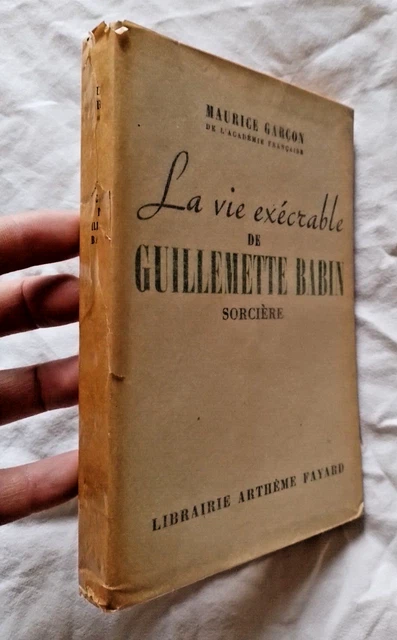 MAURICE GARÇON
DE L'ACADÉMIE FRANÇAISE
La vie exécrable
DE
GUILLEMETTE BABIN
SORCIÈRE
LIBRAIRIE ARTHÈME FAYARD